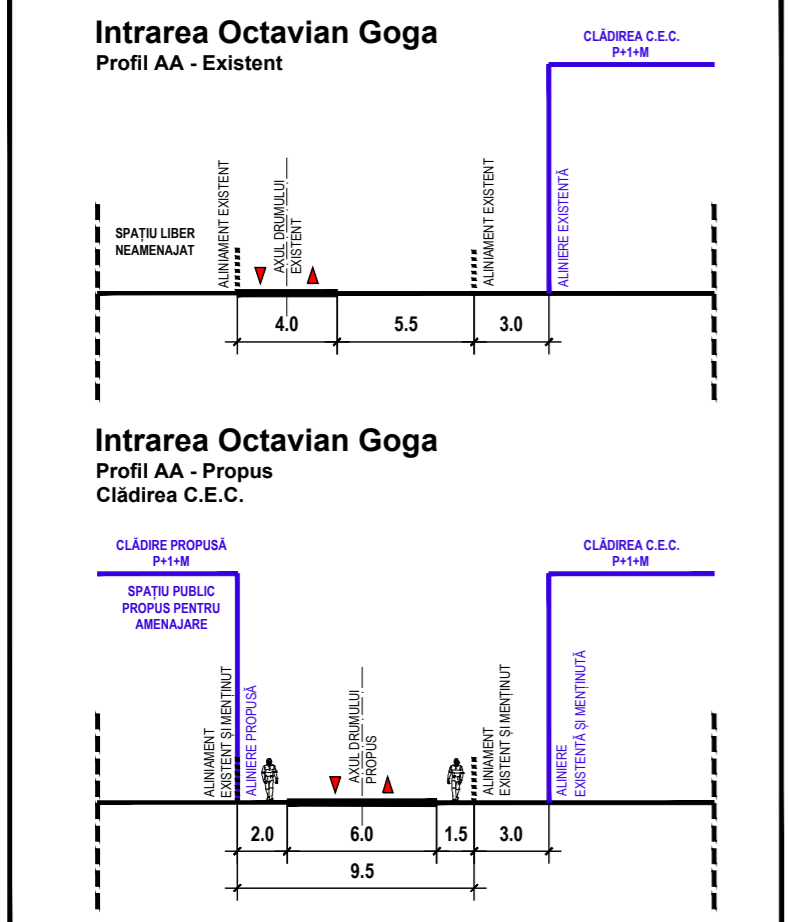 Intrarea Octavian Goga
Profil AA - Existent
CLĂDIREA C.E.C.
P+1+M
SPAȚIU LIBER
NEAMENAJAT
ALINIAMENT EXISTENT
AXUL DRUMULUI
EXISTENT
ALINIAMENT EXISTENT
ALINIERE EXISTENTĂ
4.0
5.5
3.0
Intrarea Octavian Goga
Profil AA - Propus
Clădirea C.E.C.
CLĂDIRE PROPUSĂ
P+1+M
SPAȚIU PUBLIC
PROPUS PENTRU
AMENAJARE
CLĂDIREA C.E.C.
P+1+M
ALINIAMENT
EXISTENT ȘI MENȚINUT
ALINIERE PROPUSĂ
AXUL DRUMULUI
PROPUS
ALINIAMENT
EXISTENT ȘI MENȚINUT
ALINIERE
EXISTENTĂ ȘI MENȚINUTĂ
2.0
6.0
1.5
3.0
9.5